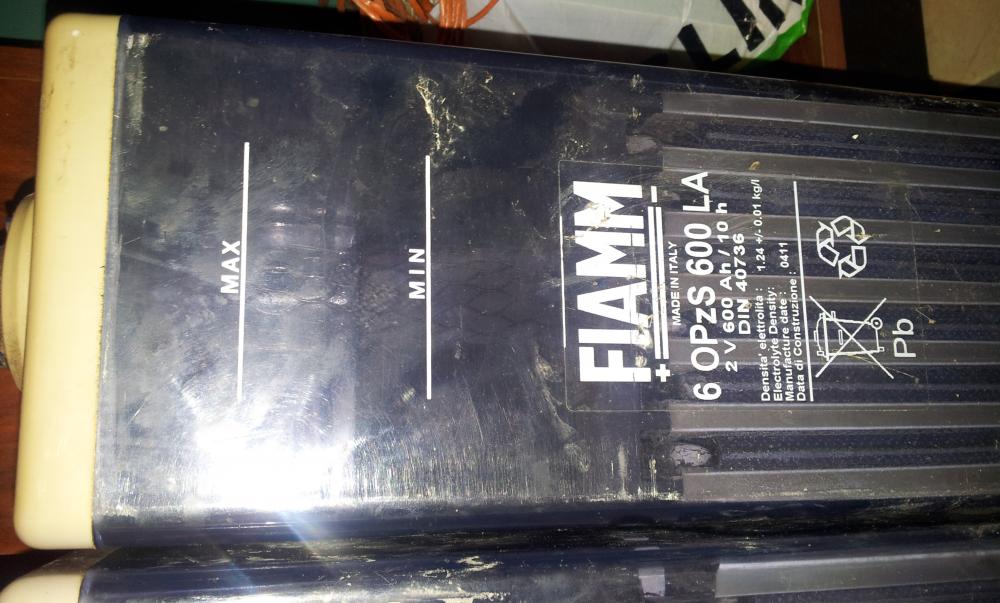 MAX
MIN
FIAMM
+ -
MADE IN ITALY
6 OPzS 600 LA
2 V 600 Ah / 10 h
DIN 40736
Densita' elettrolita :
Electrolyte Density: 1.24 +/- 0.01 kg/l
Manufacture date :
Data di Construzione : 0411
Pb